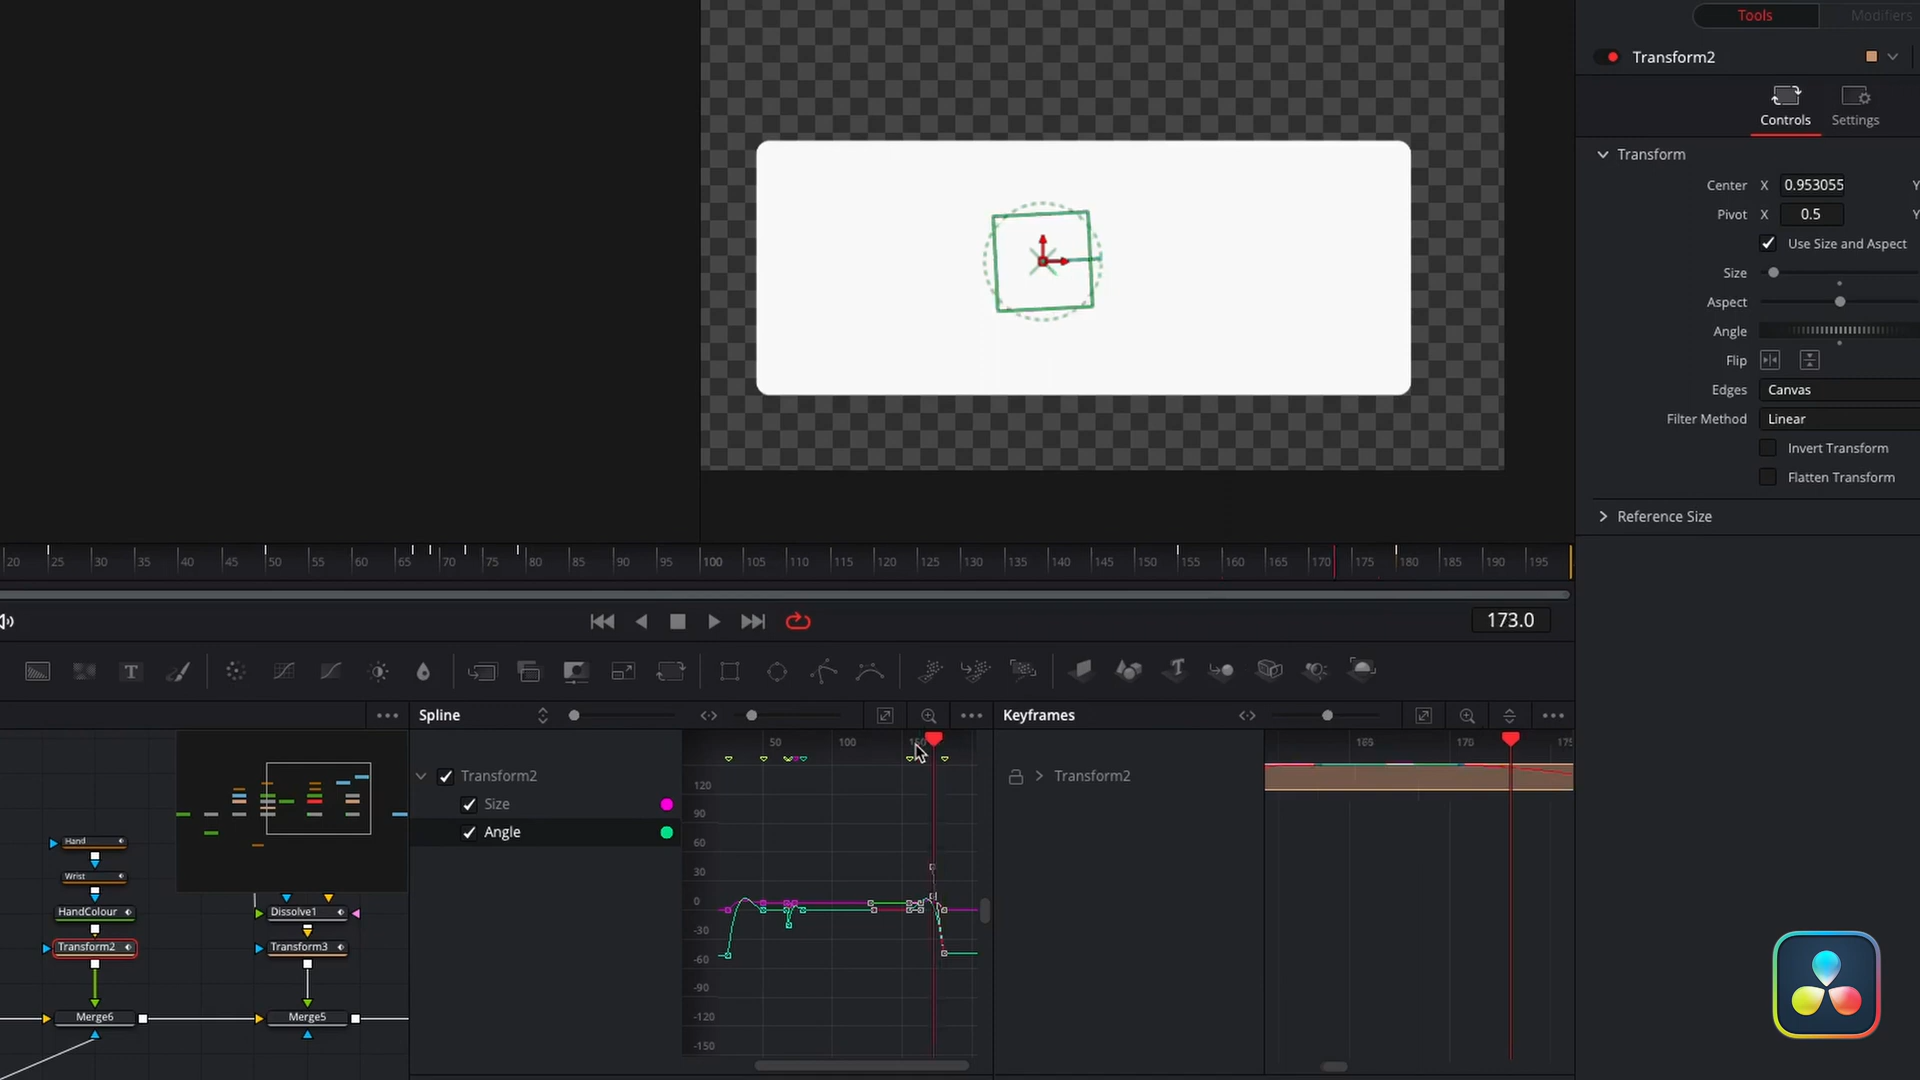 Tools
Modifiers
Transform2
Controls
Settings
Transform
Center X 0.953055 Y
Pivot X 0.5 Y
Use Size and Aspect
Size
Aspect
Angle
Flip
Edges Canvas
Filter Method Linear
Invert Transform
Flatten Transform
Reference Size
20 25 30 35 40 45 50 55 60 65 70 75 80 85 90 95 100 105 110 115 120 125 130 135 140 145 150 155 160 165 170 175 180 185 190 195
173.0
T
Spline
Keyframes
50 100 150
165 170 175
Transform2
Size
Angle
Transform2
120
90
60
30
0
-30
-60
-90
-120
-150
Hand
Wrist
HandColour
Dissolve1
Transform2
Transform3
Merge6
Merge5